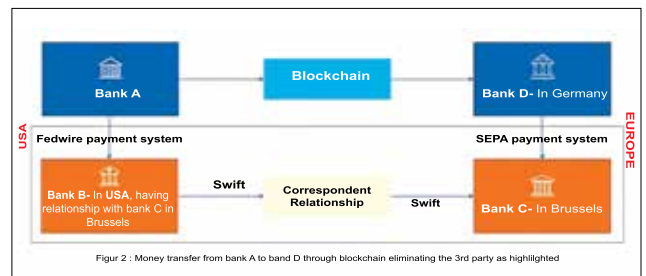 Bank A
Blockchain
Bank D- In Germany
USA
EUROPE
Fedwire payment system
SEPA payment system
Bank B- In USA, having
relationship with bank C in
Brussels
Swift
Correspondent
Relationship
Swift
Bank C- In Brussels
Figur 2 : Money transfer from bank A to band D through blockchain eliminating the 3rd party as highlilghted